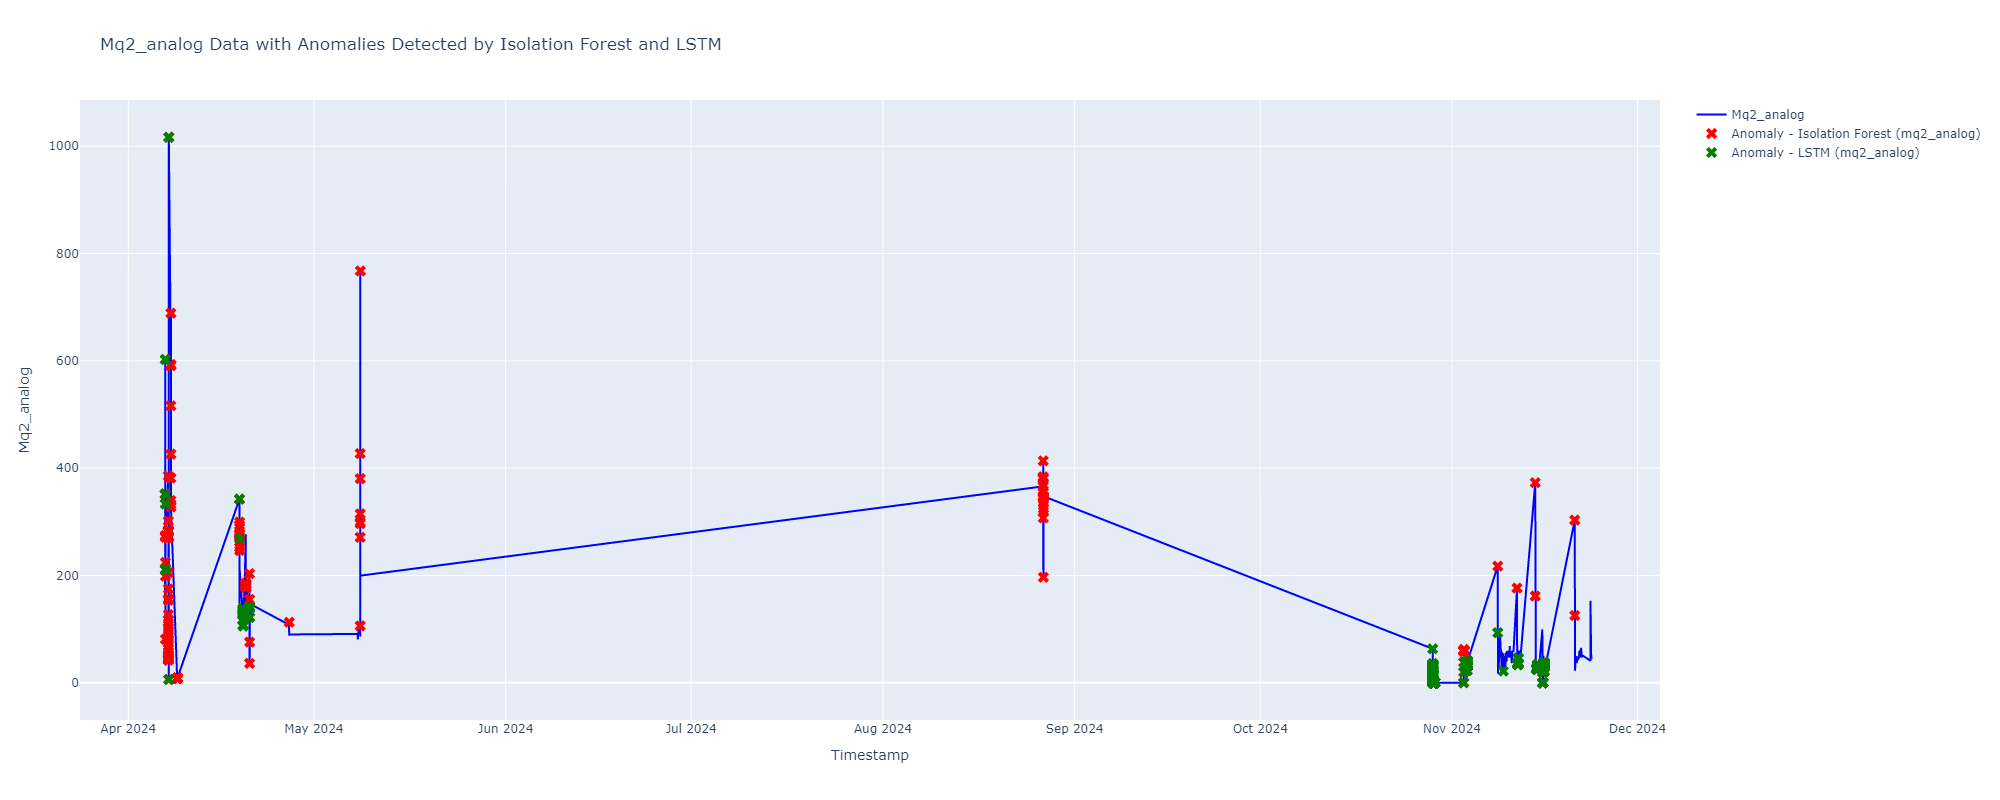 Mq2_analog Data with Anomalies Detected by Isolation Forest and LSTM
Mq2_analog
Anomaly - Isolation Forest (mq2_analog)
Anomaly - LSTM (mq2_analog)
1000
800
600
400
200
0
Mq2_analog
Apr 2024 May 2024 Jun 2024 Jul 2024 Aug 2024 Sep 2024 Oct 2024 Nov 2024 Dec 2024
Timestamp